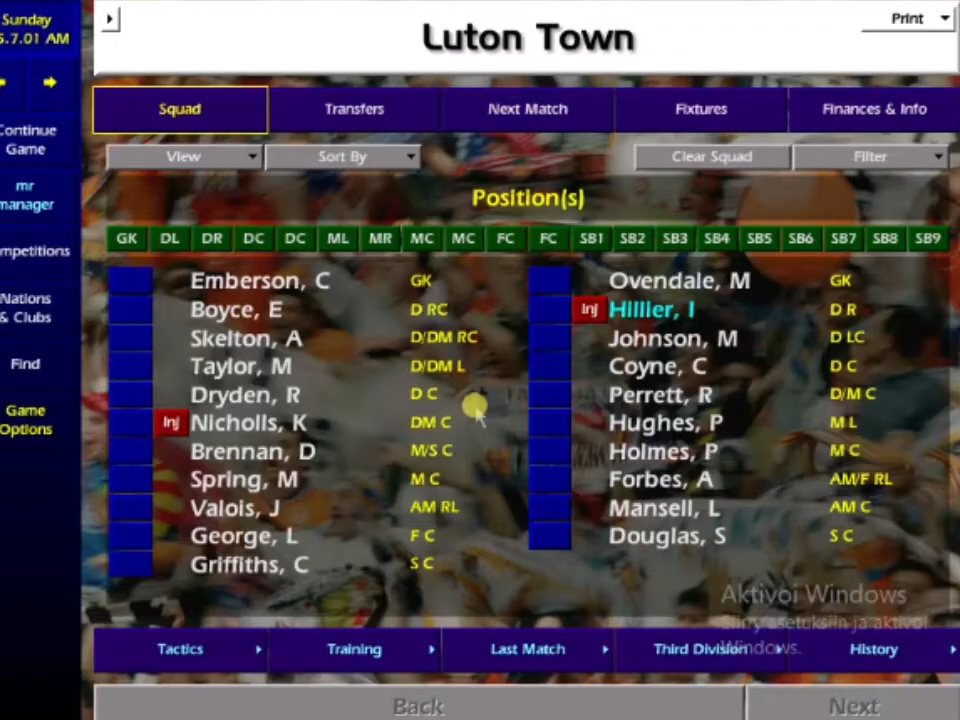 Sunday
5.7.01 AM
Print
Luton Town
Squad
Transfers
Next Match
Fixtures
Finances & Info
Continue
Game
View
Sort By
Clear Squad
Filter
mr
manager
Position(s)
mpetitions
GK DL DR DC DC ML MR MC MC FC FC SB1 SB2 SB3 SB4 SB5 SB6 SB7 SB8 SB9
Nations
& Clubs
Find
Game
Options
Emberson, C GK
Ovendale, M GK
Boyce, E D RC
Inj Hillier, I D R
Skelton, A D/DM RC
Johnson, M D LC
Taylor, M D/DM L
Coyne, C D C
Dryden, R D C
Perrett, R D/M C
Inj Nicholls, K DM C
Hughes, P M L
Brennan, D M/S C
Holmes, P M C
Spring, M M C
Forbes, A AM/F RL
Valois, J AM RL
Mansell, L AM C
George, L F C
Douglas, S S C
Griffiths, C S C
Aktivoi Windows
Siirry asetuksiin ja aktivoi
Windows.
Tactics
Training
Last Match
Third Division
History
Back
Next